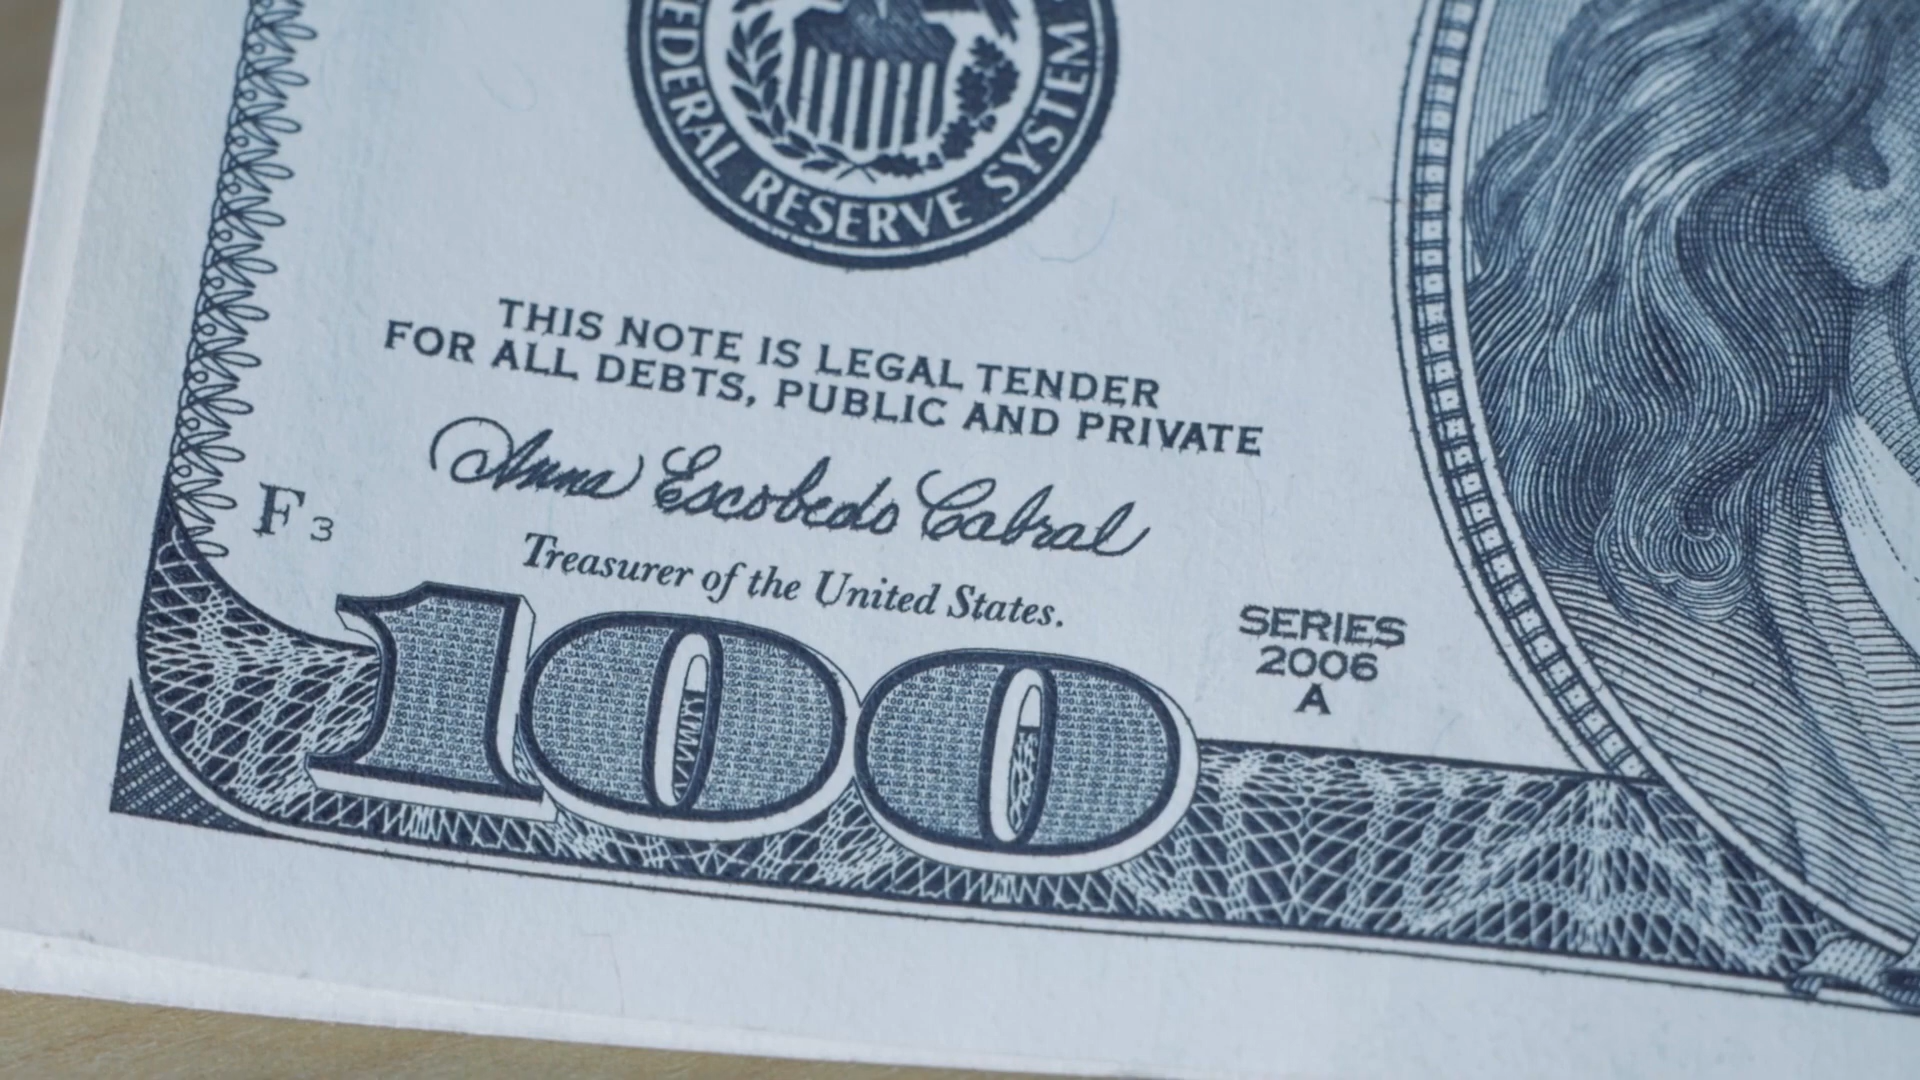 FEDERAL RESERVE SYSTEM
THIS NOTE IS LEGAL TENDER
FOR ALL DEBTS, PUBLIC AND PRIVATE
Anna Escobedo Cabral
F3
Treasurer of the United States.
SERIES
2006
A
100